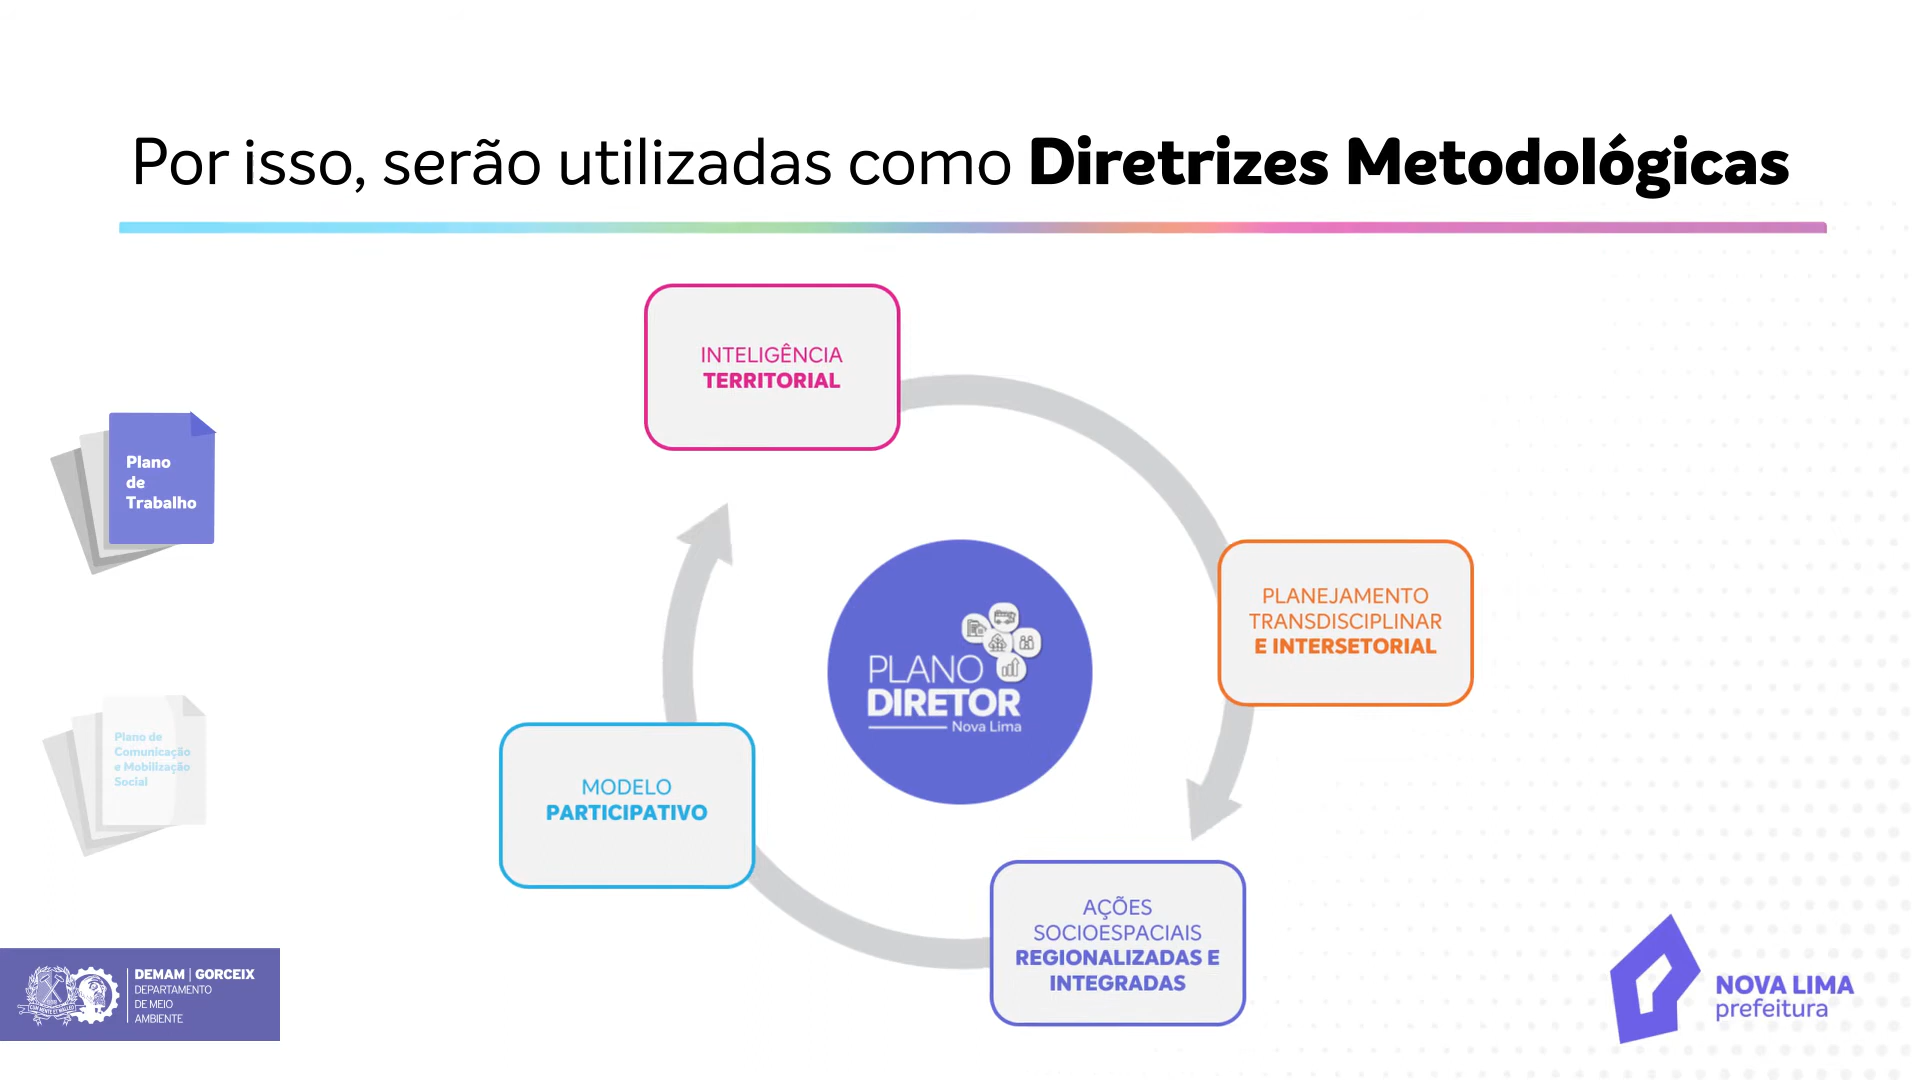 Por isso, serão utilizadas como Diretrizes Metodológicas
INTELIGÊNCIA
TERRITORIAL
Plano
de
Trabalho
PLANEJAMENTO
TRANSDISCIPLINAR
E INTERSETORIAL
PLANO
DIRETOR
Nova Lima
Plano de
Comunicação
e Mobilização
Social
MODELO
PARTICIPATIVO
AÇÕES
SOCIOESPACIAIS
REGIONALIZADAS E
INTEGRADAS
DEMAM | GORCEIX
DEPARTAMENTO
DE MEIO
AMBIENTE
NOVA LIMA
prefeitura